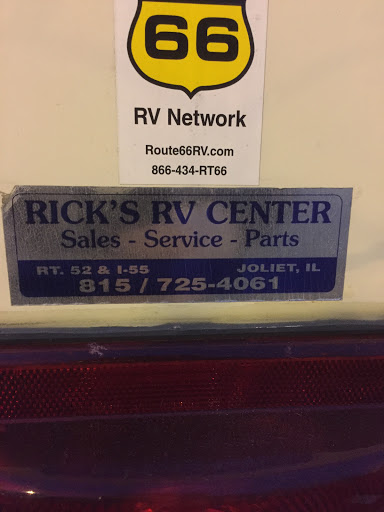 66
RV Network
Route66RV.com
866-434-RT66
RICK'S RV CENTER
Sales - Service - Parts
RT. 52 & I-55 JOLIET, IL
815 / 725-4061